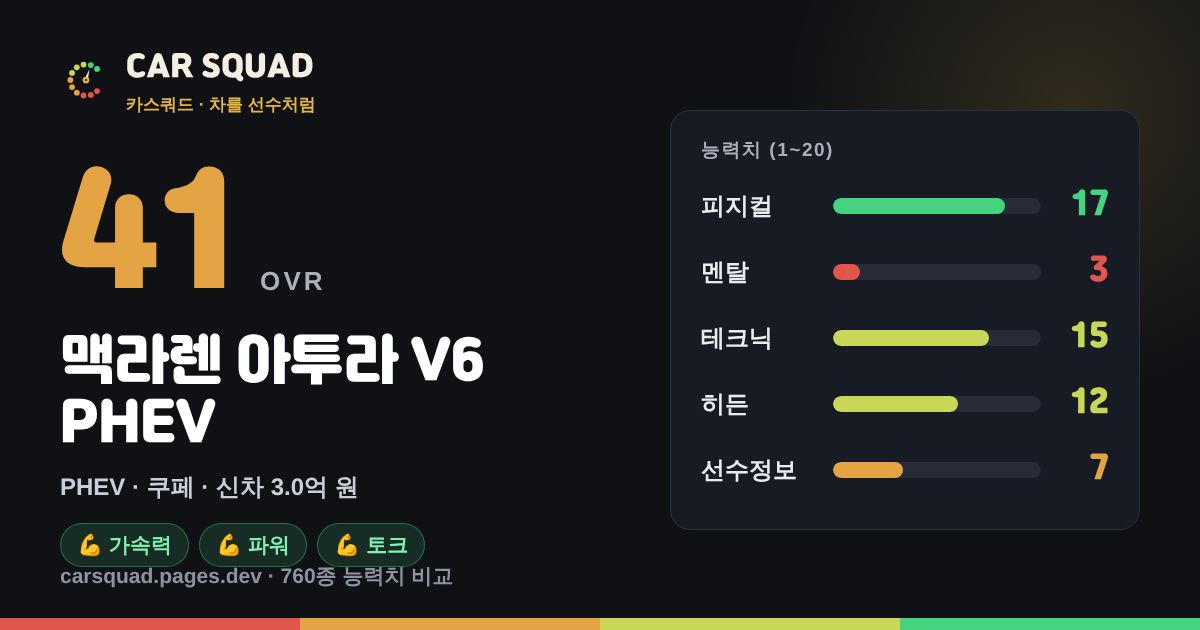 CAR SQUAD
카스쿼드 · 차를 선수처럼
41 OVR
맥라렌 아투라 V6
PHEV
PHEV · 쿠페 · 신차 3.0억 원
💪 가속력 💪 파워 💪 토크
carsquad.pages.dev · 760종 능력치 비교
능력치 (1~20)
피지컬 17
멘탈 3
테크닉 15
히든 12
선수정보 7